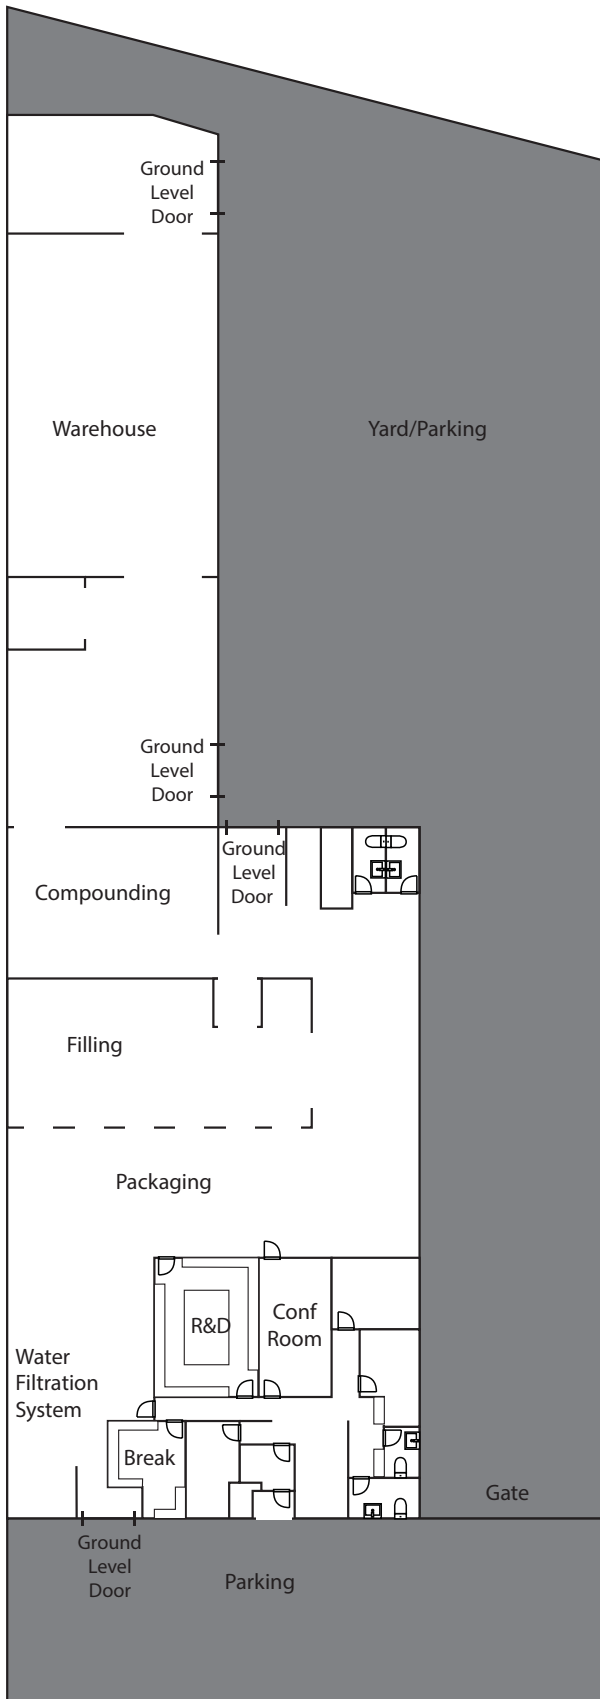 Ground
Level
Door
Warehouse
Yard/Parking
Ground
Level
Door
Ground
Level
Door
Compounding
Filling
Packaging
R&D
Conf
Room
Water
Filtration
System
Break
Gate
Ground
Level
Door
Parking